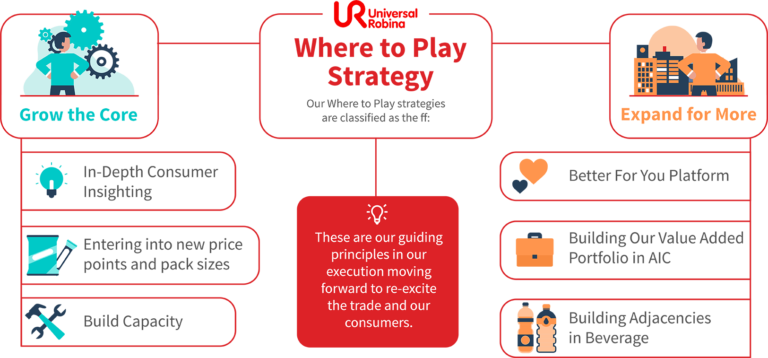 Universal
Robina
Where to Play
Strategy
Our Where to Play strategies
are classified as the ff:
Grow the Core
In-Depth Consumer
Insighting
Entering into new price
points and pack sizes
Build Capacity
These are our guiding
principles in our
execution moving
forward to re-excite
the trade and our
consumers.
Expand for More
Better For You Platform
Building Our Value Added
Portfolio in AIC
Building Adjacencies
in Beverage